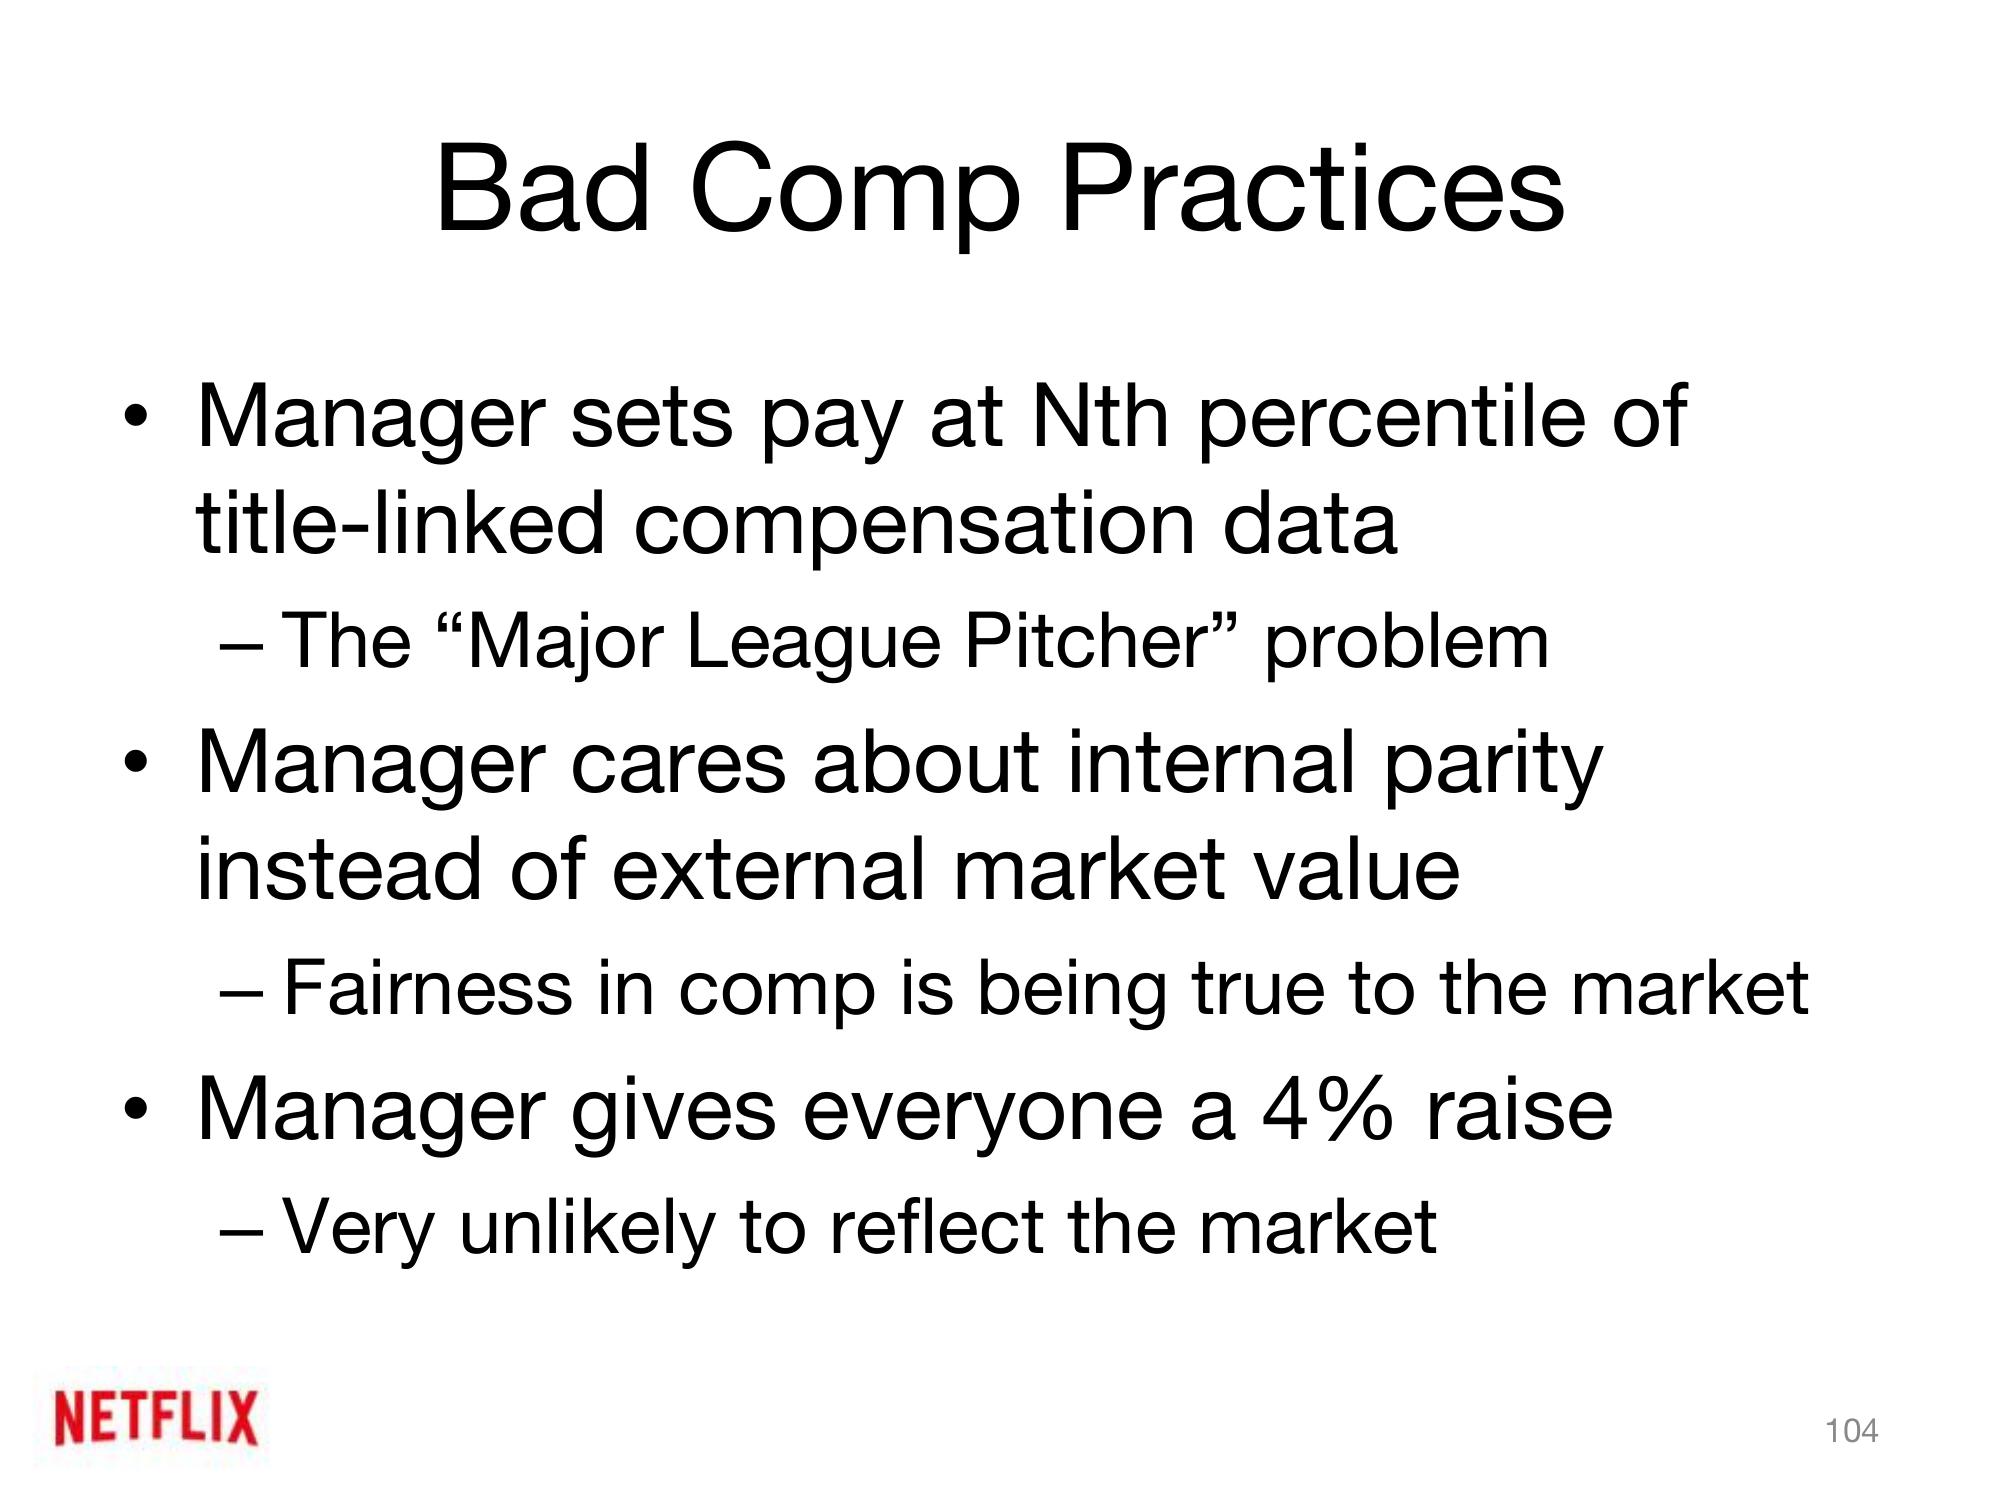 Bad Comp Practices
• Manager sets pay at Nth percentile of
title-linked compensation data
– The “Major League Pitcher” problem
• Manager cares about internal parity
instead of external market value
– Fairness in comp is being true to the market
• Manager gives everyone a 4% raise
– Very unlikely to reflect the market
NETFLIX
104